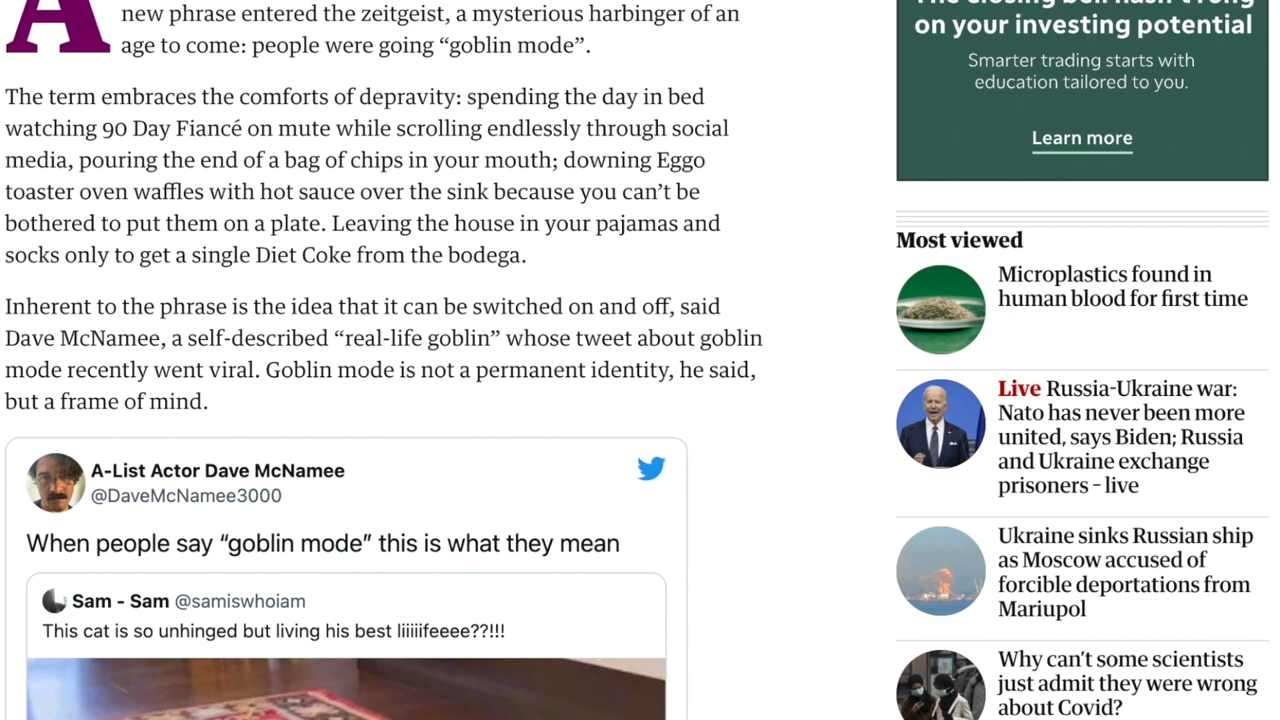 A
new phrase entered the zeitgeist, a mysterious harbinger of an
age to come: people were going “goblin mode”.
The term embraces the comforts of depravity: spending the day in bed
watching 90 Day Fiancé on mute while scrolling endlessly through social
media, pouring the end of a bag of chips in your mouth; downing Eggo
toaster oven waffles with hot sauce over the sink because you can’t be
bothered to put them on a plate. Leaving the house in your pajamas and
socks only to get a single Diet Coke from the bodega.
Inherent to the phrase is the idea that it can be switched on and off, said
Dave McNamee, a self-described “real-life goblin” whose tweet about goblin
mode recently went viral. Goblin mode is not a permanent identity, he said,
but a frame of mind.
A-List Actor Dave McNamee
@DaveMcNamee3000
When people say “goblin mode” this is what they mean
Sam - Sam @samiswhoiam
This cat is so unhinged but living his best liiiiifeeee??!!!
on your investing potential
Smarter trading starts with
education tailored to you.
Learn more
Most viewed
Microplastics found in
human blood for first time
Live Russia-Ukraine war:
Nato has never been more
united, says Biden; Russia
and Ukraine exchange
prisoners – live
Ukraine sinks Russian ship
as Moscow accused of
forcible deportations from
Mariupol
Why can’t some scientists
just admit they were wrong
about Covid?